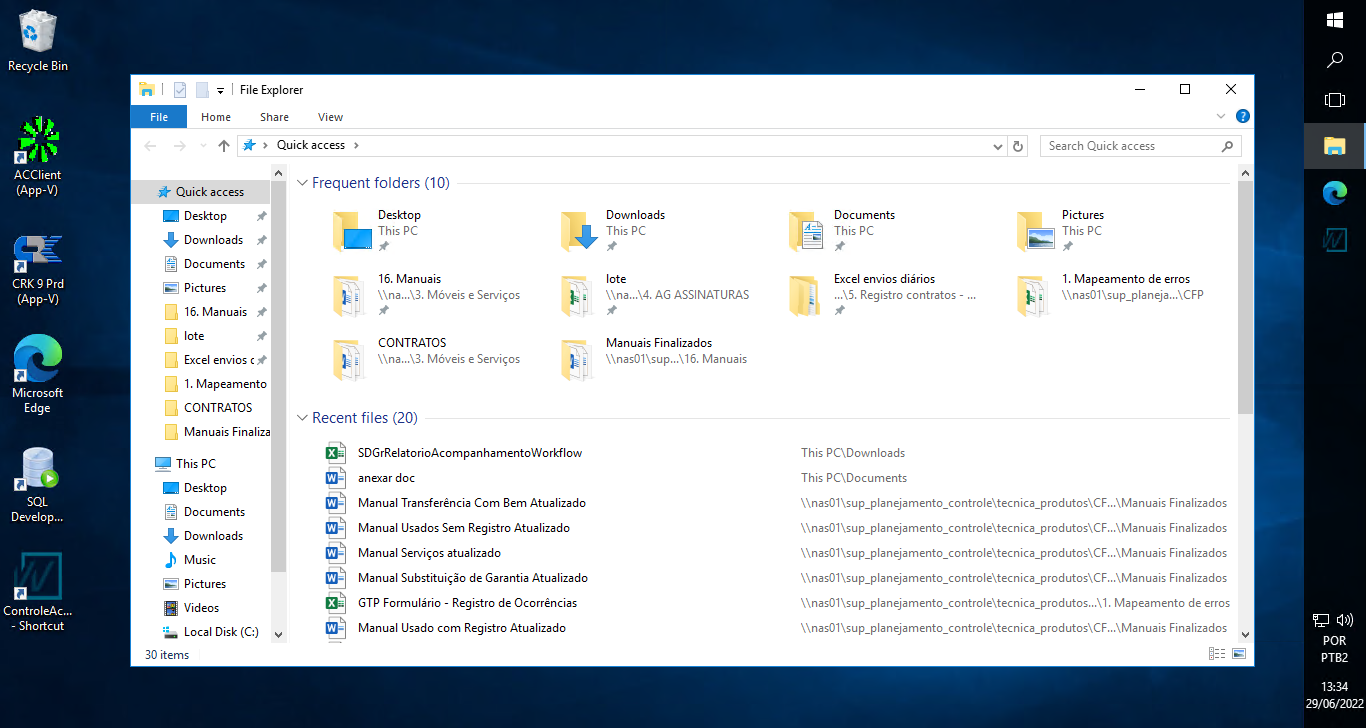 Recycle Bin
ACClient
(App-V)
CRK 9 Prd
(App-V)
Microsoft
Edge
SQL
Develop...
ControleAc...
- Shortcut
File Explorer
File Home Share View
Quick access
Search Quick access
Quick access
Desktop
Downloads
Documents
Pictures
16. Manuais
lote
Excel envios c
1. Mapeamento
CONTRATOS
Manuais Finaliza
This PC
Desktop
Documents
Downloads
Music
Pictures
Videos
Local Disk (C:)
Frequent folders (10)
Desktop
This PC
Downloads
This PC
Documents
This PC
Pictures
This PC
16. Manuais
\\na...\3. Móveis e Serviços
lote
\\na...\4. AG ASSINATURAS
Excel envios diários
...\5. Registro contratos - ...
1. Mapeamento de erros
\\nas01\sup_planeja...\CFP
CONTRATOS
\\na...\3. Móveis e Serviços
Manuais Finalizados
\\nas01\sup...\16. Manuais
Recent files (20)
SDGrRelatorioAcompanhamentoWorkflow This PC\Downloads
anexar doc This PC\Documents
Manual Transferência Com Bem Atualizado \\nas01\sup_planejamento_controle\tecnica_produtos\CF...\Manuais Finalizados
Manual Usados Sem Registro Atualizado \\nas01\sup_planejamento_controle\tecnica_produtos\CF...\Manuais Finalizados
Manual Serviços atualizado \\nas01\sup_planejamento_controle\tecnica_produtos\CF...\Manuais Finalizados
Manual Substituição de Garantia Atualizado \\nas01\sup_planejamento_controle\tecnica_produtos\CF...\Manuais Finalizados
GTP Formulário - Registro de Ocorrências \\nas01\sup_planejamento_controle\tecnica_produtos...\1. Mapeamento de erros
Manual Usado com Registro Atualizado \\nas01\sup_planejamento_controle\tecnica_produtos\CF...\Manuais Finalizados
30 items
POR
PTB2
13:34
29/06/2022